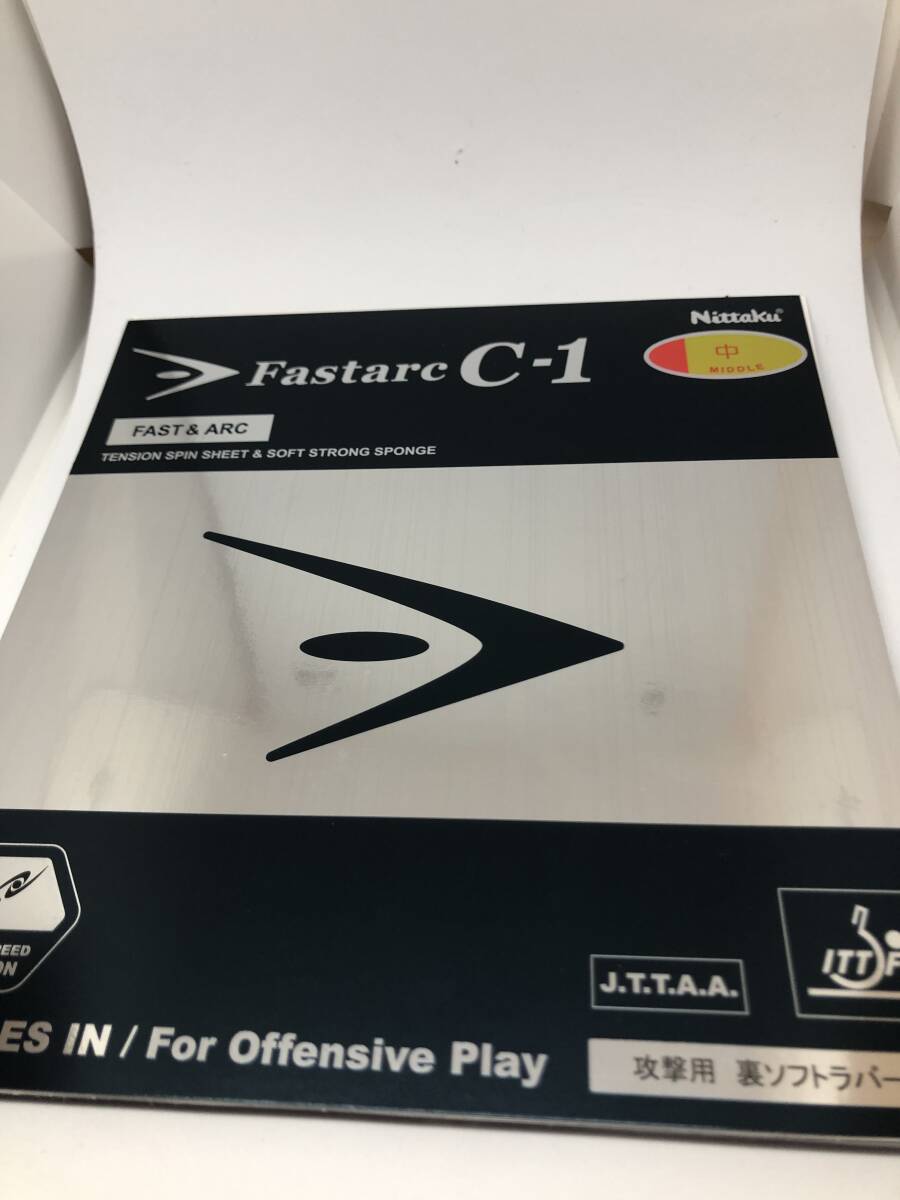 Nittaku
Fastarc C-1
中
MIDDLE
FAST & ARC
TENSION SPIN SHEET & SOFT STRONG SPONGE
J.T.T.A.A.
ITTF
IN / For Offensive Play
攻撃用 裏ソフトラバー